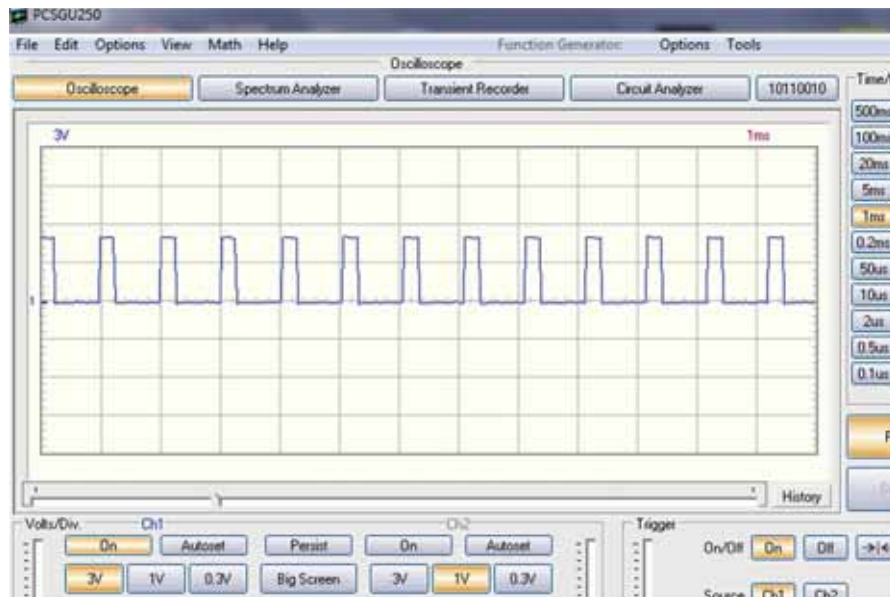 PCSGU250
File Edit Options View Math Help Function Generator: Options Tools
Oscilloscope
Oscilloscope Spectrum Analyzer Transient Recorder Circuit Analyzer 10110010
3V 1ms
1
500ms
100ms
20ms
5ms
1ms
0.2ms
50us
10us
2us
0.5us
0.1us
History
Volts/Div. Ch1 Ch2 Trigger
On Autoset Persist On Autoset On/Off On Off
3V 1V 0.3V Big Screen 3V 1V 0.3V
Source Ch1 Ch2